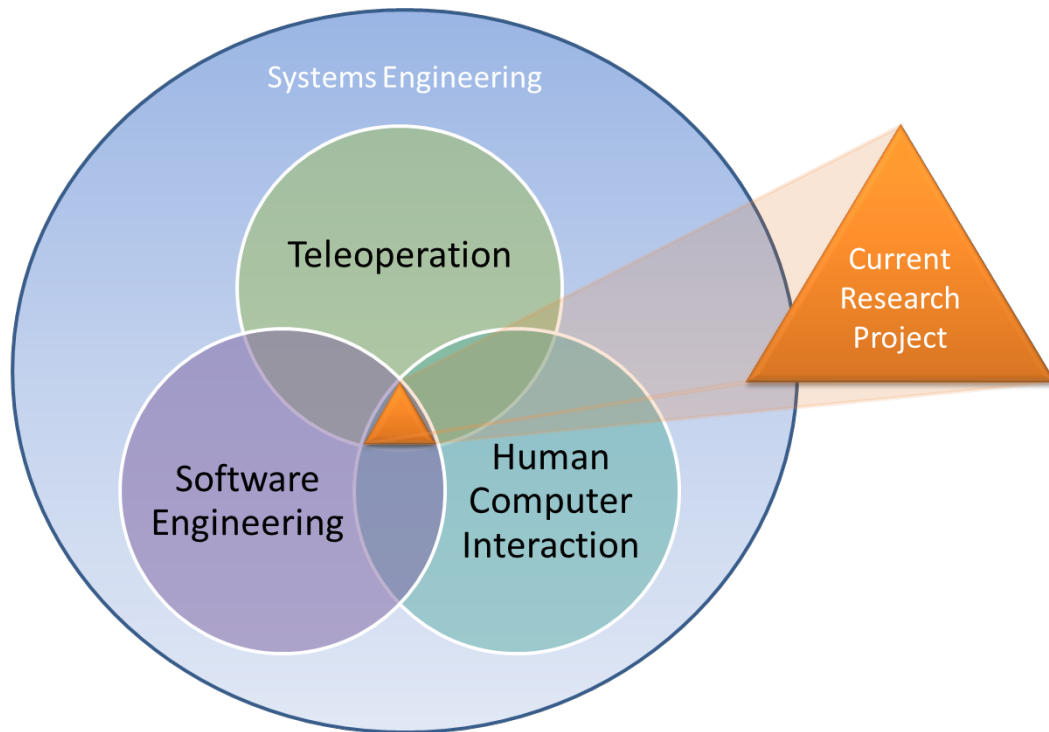 Systems Engineering
Teleoperation
Current
Research
Project
Software
Engineering
Human
Computer
Interaction